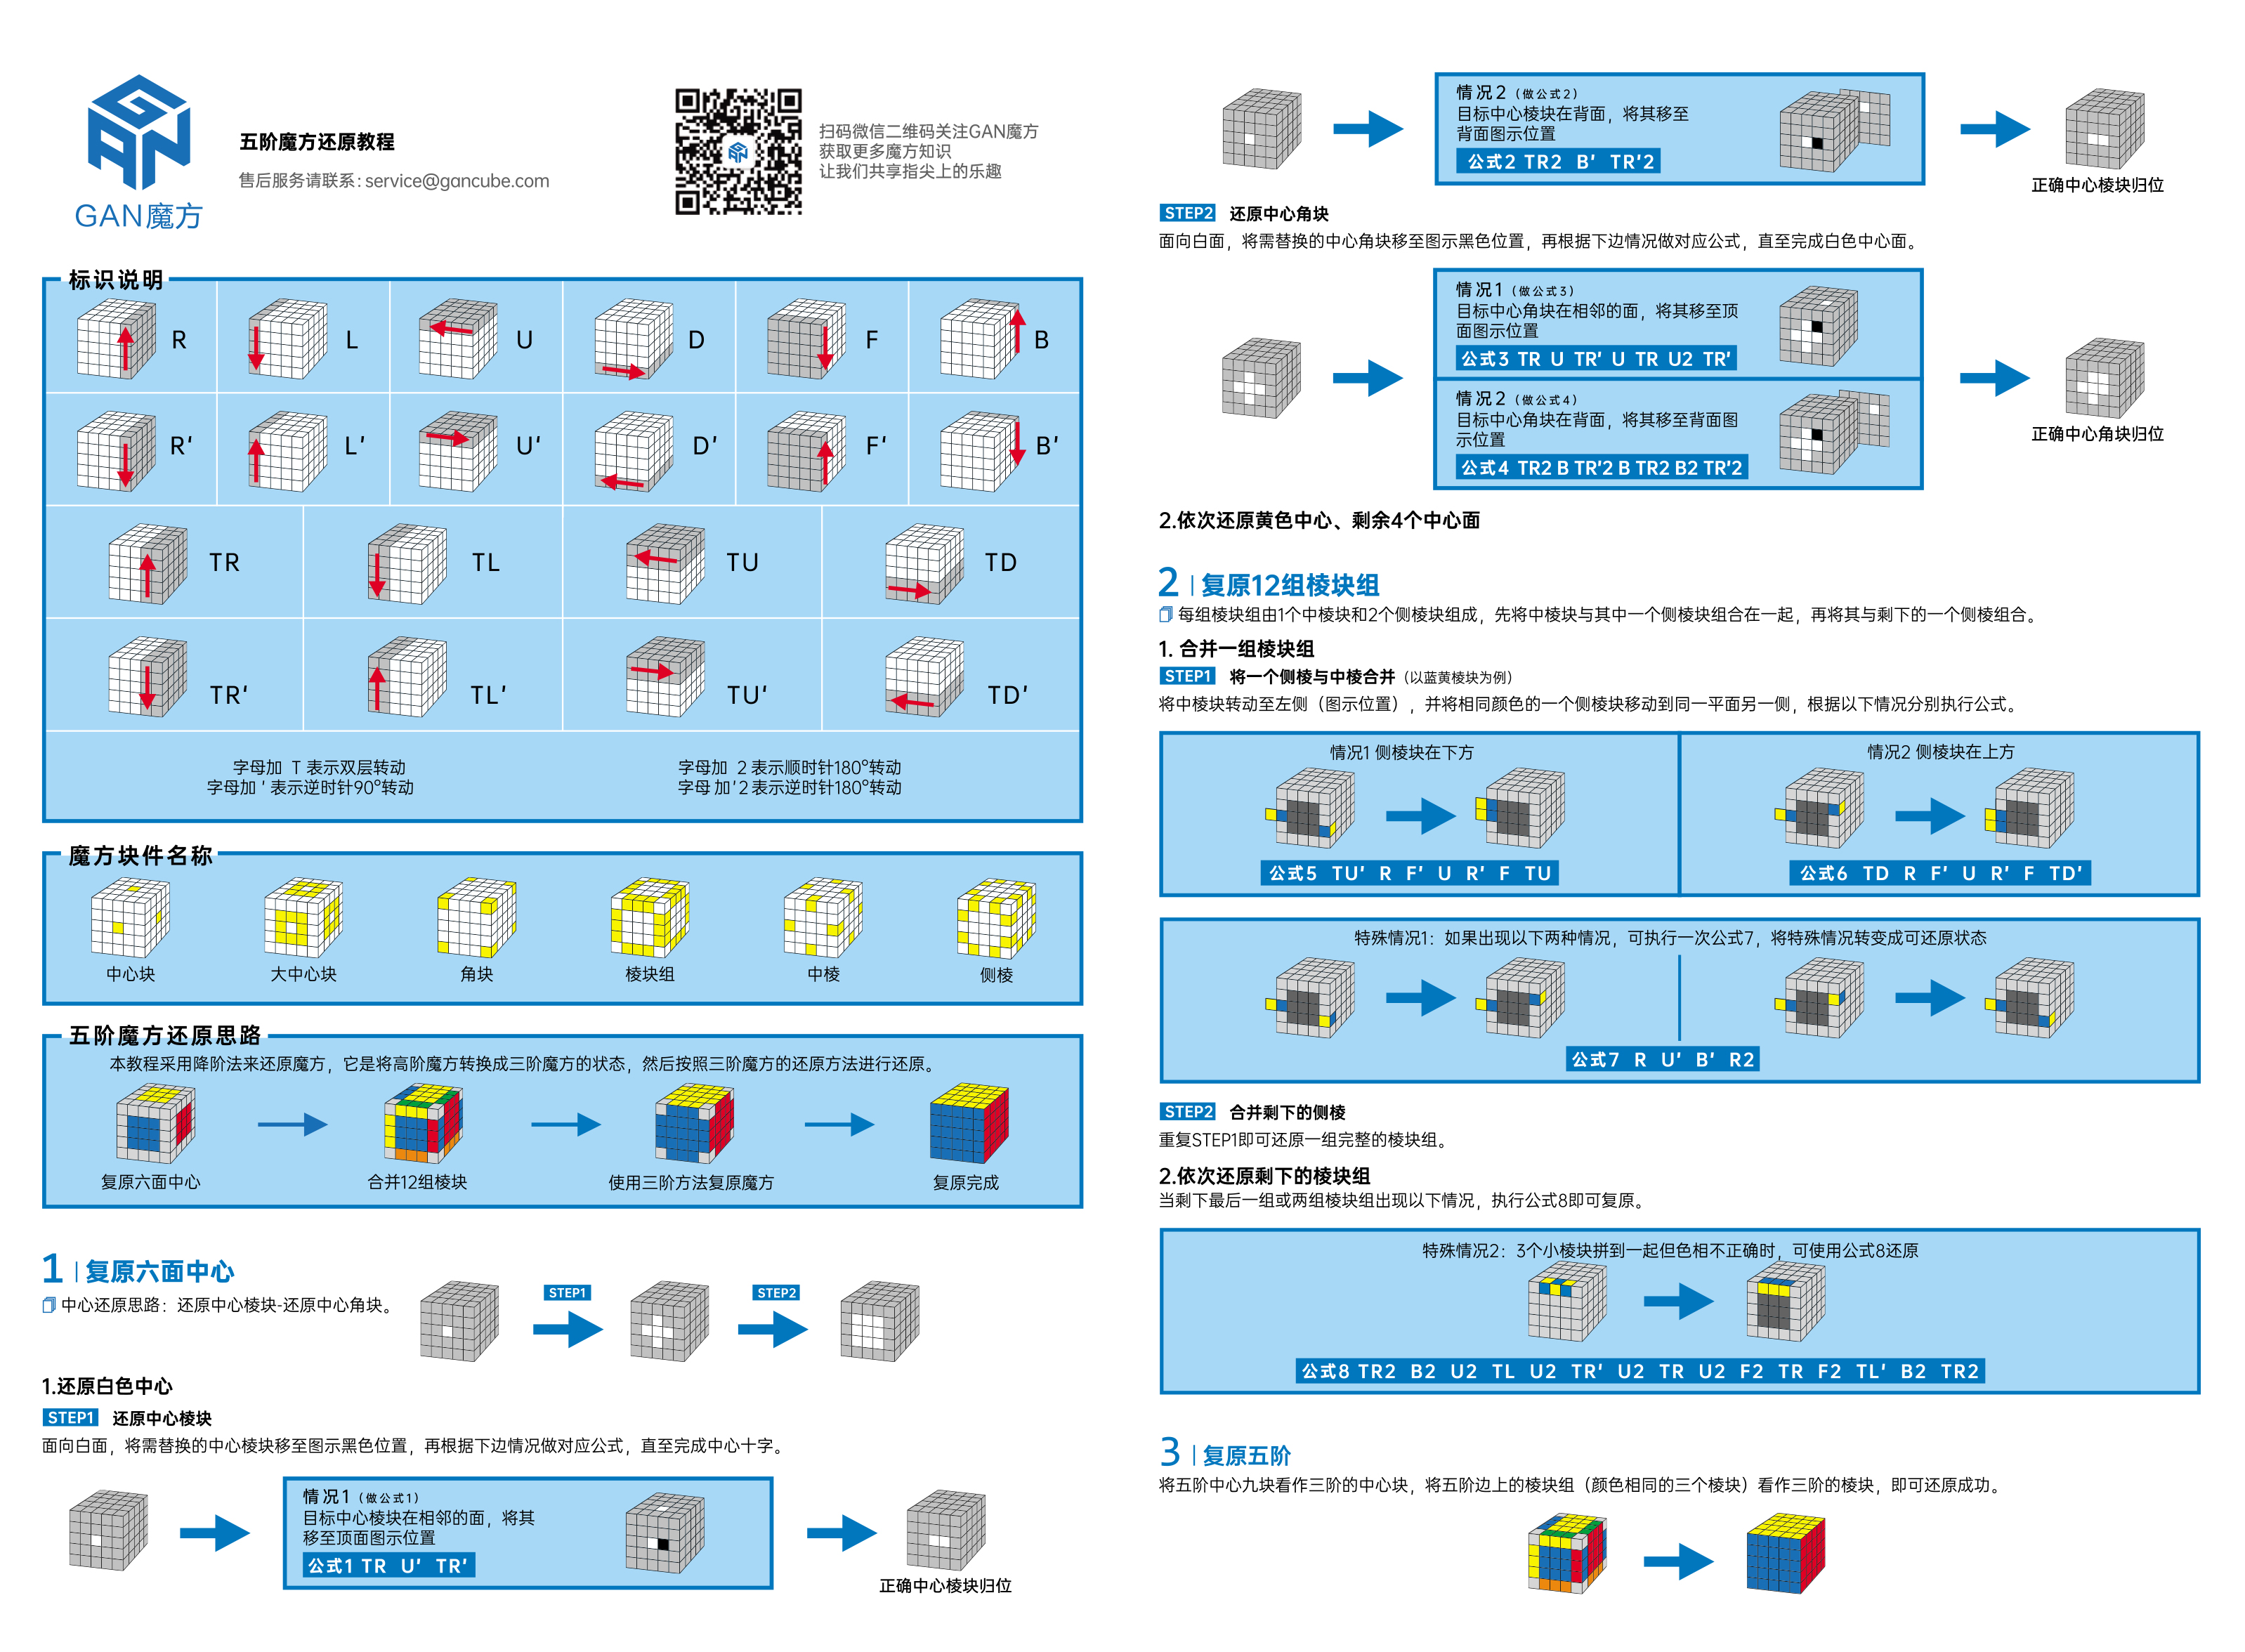 GAN魔方
五阶魔方还原教程
售后服务请联系：service@gancube.com
扫码微信二维码关注GAN魔方
获取更多魔方知识
让我们共享指尖上的乐趣
标识说明
R L U D F B
R' L' U' D' F' B'
TR TL TU TD
TR' TL' TU' TD'
字母加 T 表示双层转动
字母加 ' 表示逆时针90°转动
字母加 2 表示顺时针180°转动
字母加'2 表示逆时针180°转动
魔方块件名称
中心块 大中心块 角块 棱块组 中棱 侧棱
五阶魔方还原思路
本教程采用降阶法来还原魔方，它是将高阶魔方转换成三阶魔方的状态，然后按照三阶魔方的还原方法进行还原。
复原六面中心 合并12组棱块 使用三阶方法复原魔方 复原完成
1 | 复原六面中心
中心还原思路：还原中心棱块-还原中心角块。
STEP1 STEP2
1.还原白色中心
STEP1 还原中心棱块
面向白面，将需替换的中心棱块移至图示黑色位置，再根据下边情况做对应公式，直至完成中心十字。
情况1（做公式1）
目标中心棱块在相邻的面，将其
移至顶面图示位置
公式1 TR U' TR'
正确中心棱块归位
情况2（做公式2）
目标中心棱块在背面，将其移至
背面图示位置
公式2 TR2 B' TR'2
正确中心棱块归位
STEP2 还原中心角块
面向白面，将需替换的中心角块移至图示黑色位置，再根据下边情况做对应公式，直至完成白色中心面。
情况1（做公式3）
目标中心角块在相邻的面，将其移至顶
面图示位置
公式3 TR U TR' U TR U2 TR'
情况2（做公式4）
目标中心角块在背面，将其移至背面图
示位置
公式4 TR2 B TR'2 B TR2 B2 TR'2
正确中心角块归位
2.依次还原黄色中心、剩余4个中心面
2 | 复原12组棱块组
每组棱块组由1个中棱块和2个侧棱块组成，先将中棱块与其中一个侧棱块组合在一起，再将其与剩下的一个侧棱组合。
1. 合并一组棱块组
STEP1 将一个侧棱与中棱合并（以蓝黄棱块为例）
将中棱块转动至左侧（图示位置），并将相同颜色的一个侧棱块移动到同一平面另一侧，根据以下情况分别执行公式。
情况1 侧棱块在下方
公式5 TU' R F' U R' F TU
情况2 侧棱块在上方
公式6 TD R F' U R' F TD'
特殊情况1：如果出现以下两种情况，可执行一次公式7，将特殊情况转变成可还原状态
公式7 R U' B' R2
STEP2 合并剩下的侧棱
重复STEP1即可还原一组完整的棱块组。
2.依次还原剩下的棱块组
当剩下最后一组或两组棱块组出现以下情况，执行公式8即可复原。
特殊情况2：3个小棱块拼到一起但色相不正确时，可使用公式8还原
公式8 TR2 B2 U2 TL U2 TR' U2 TR U2 F2 TR F2 TL' B2 TR2
3 | 复原五阶
将五阶中心九块看作三阶的中心块，将五阶边上的棱块组（颜色相同的三个棱块）看作三阶的棱块，即可还原成功。